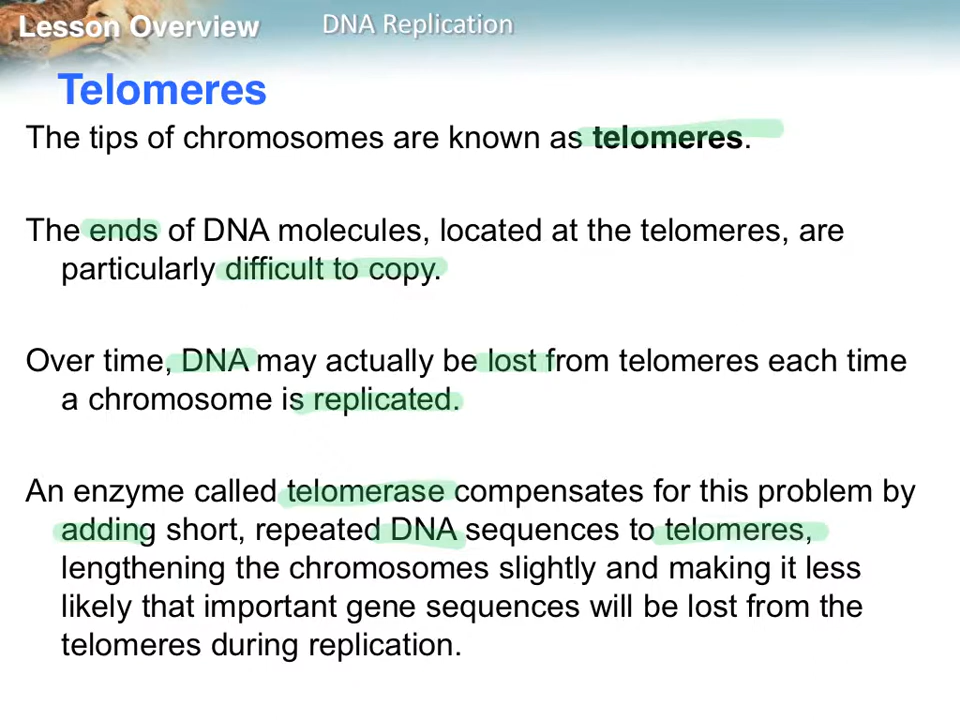 Lesson Overview DNA Replication
Telomeres
The tips of chromosomes are known as telomeres.
The ends of DNA molecules, located at the telomeres, are
particularly difficult to copy.
Over time, DNA may actually be lost from telomeres each time
a chromosome is replicated.
An enzyme called telomerase compensates for this problem by
adding short, repeated DNA sequences to telomeres,
lengthening the chromosomes slightly and making it less
likely that important gene sequences will be lost from the
telomeres during replication.